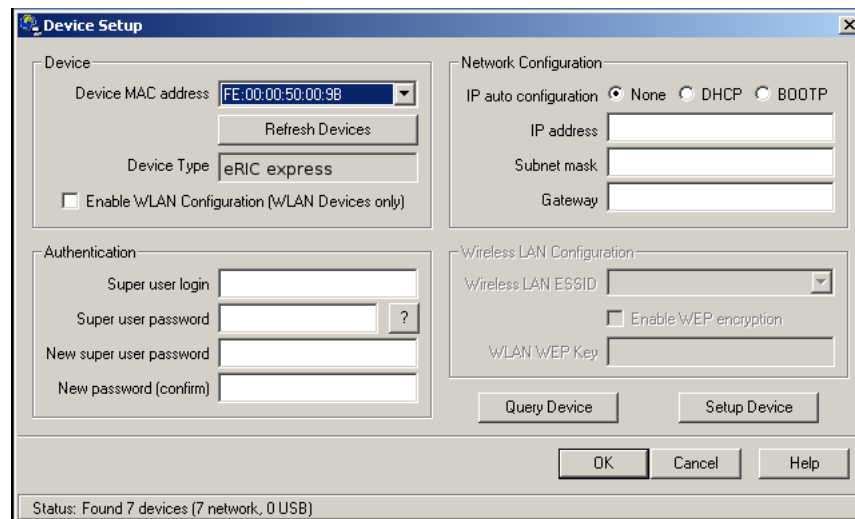 Device Setup
Device
Device MAC address FE:00:00:50:00:9B
Refresh Devices
Device Type eRIC express
Enable WLAN Configuration (WLAN Devices only)
Network Configuration
IP auto configuration None DHCP BOOTP
IP address
Subnet mask
Gateway
Authentication
Super user login
Super user password ?
New super user password
New password (confirm)
Wireless LAN Configuration
Wireless LAN ESSID
Enable WEP encryption
WLAN WEP Key
Query Device Setup Device
OK Cancel Help
Status: Found 7 devices (7 network, 0 USB)